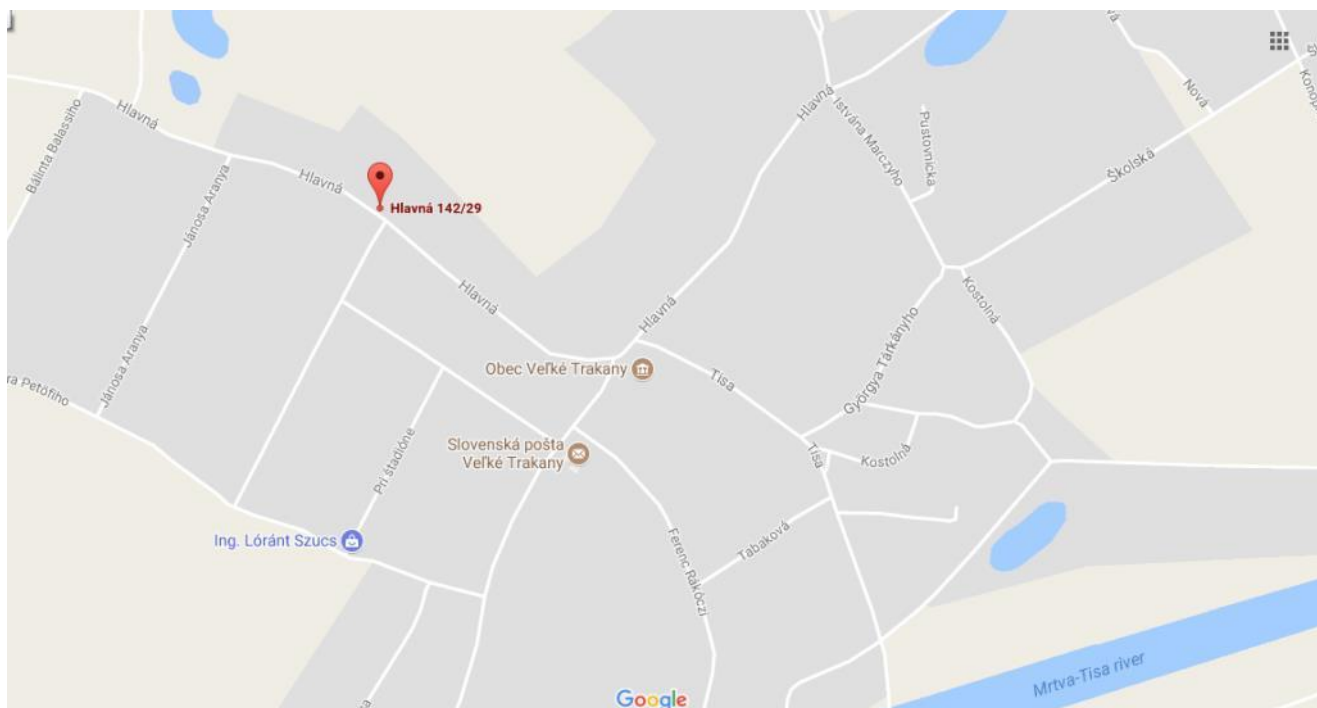 Hlavná
Bálinta Balassiho
Jánosa Aranya
Hlavná
Hlavná 142/29
Hlavná
Hlavná
Hlavná
Istvána Marczyho
Pustovnicka
Nová
Školská
Kostolná
Györgya Tárkányho
Obec Veľké Trakany
Tisa
Jánosa Aranya
ra Petőfiho
Pri štadióne
Slovenská pošta
Veľké Trakany
Tisa
Kostolná
Ing. Lóránt Szucs
Ferenc Rákóczi
Tabaková
Mrtva-Tisa river
Google